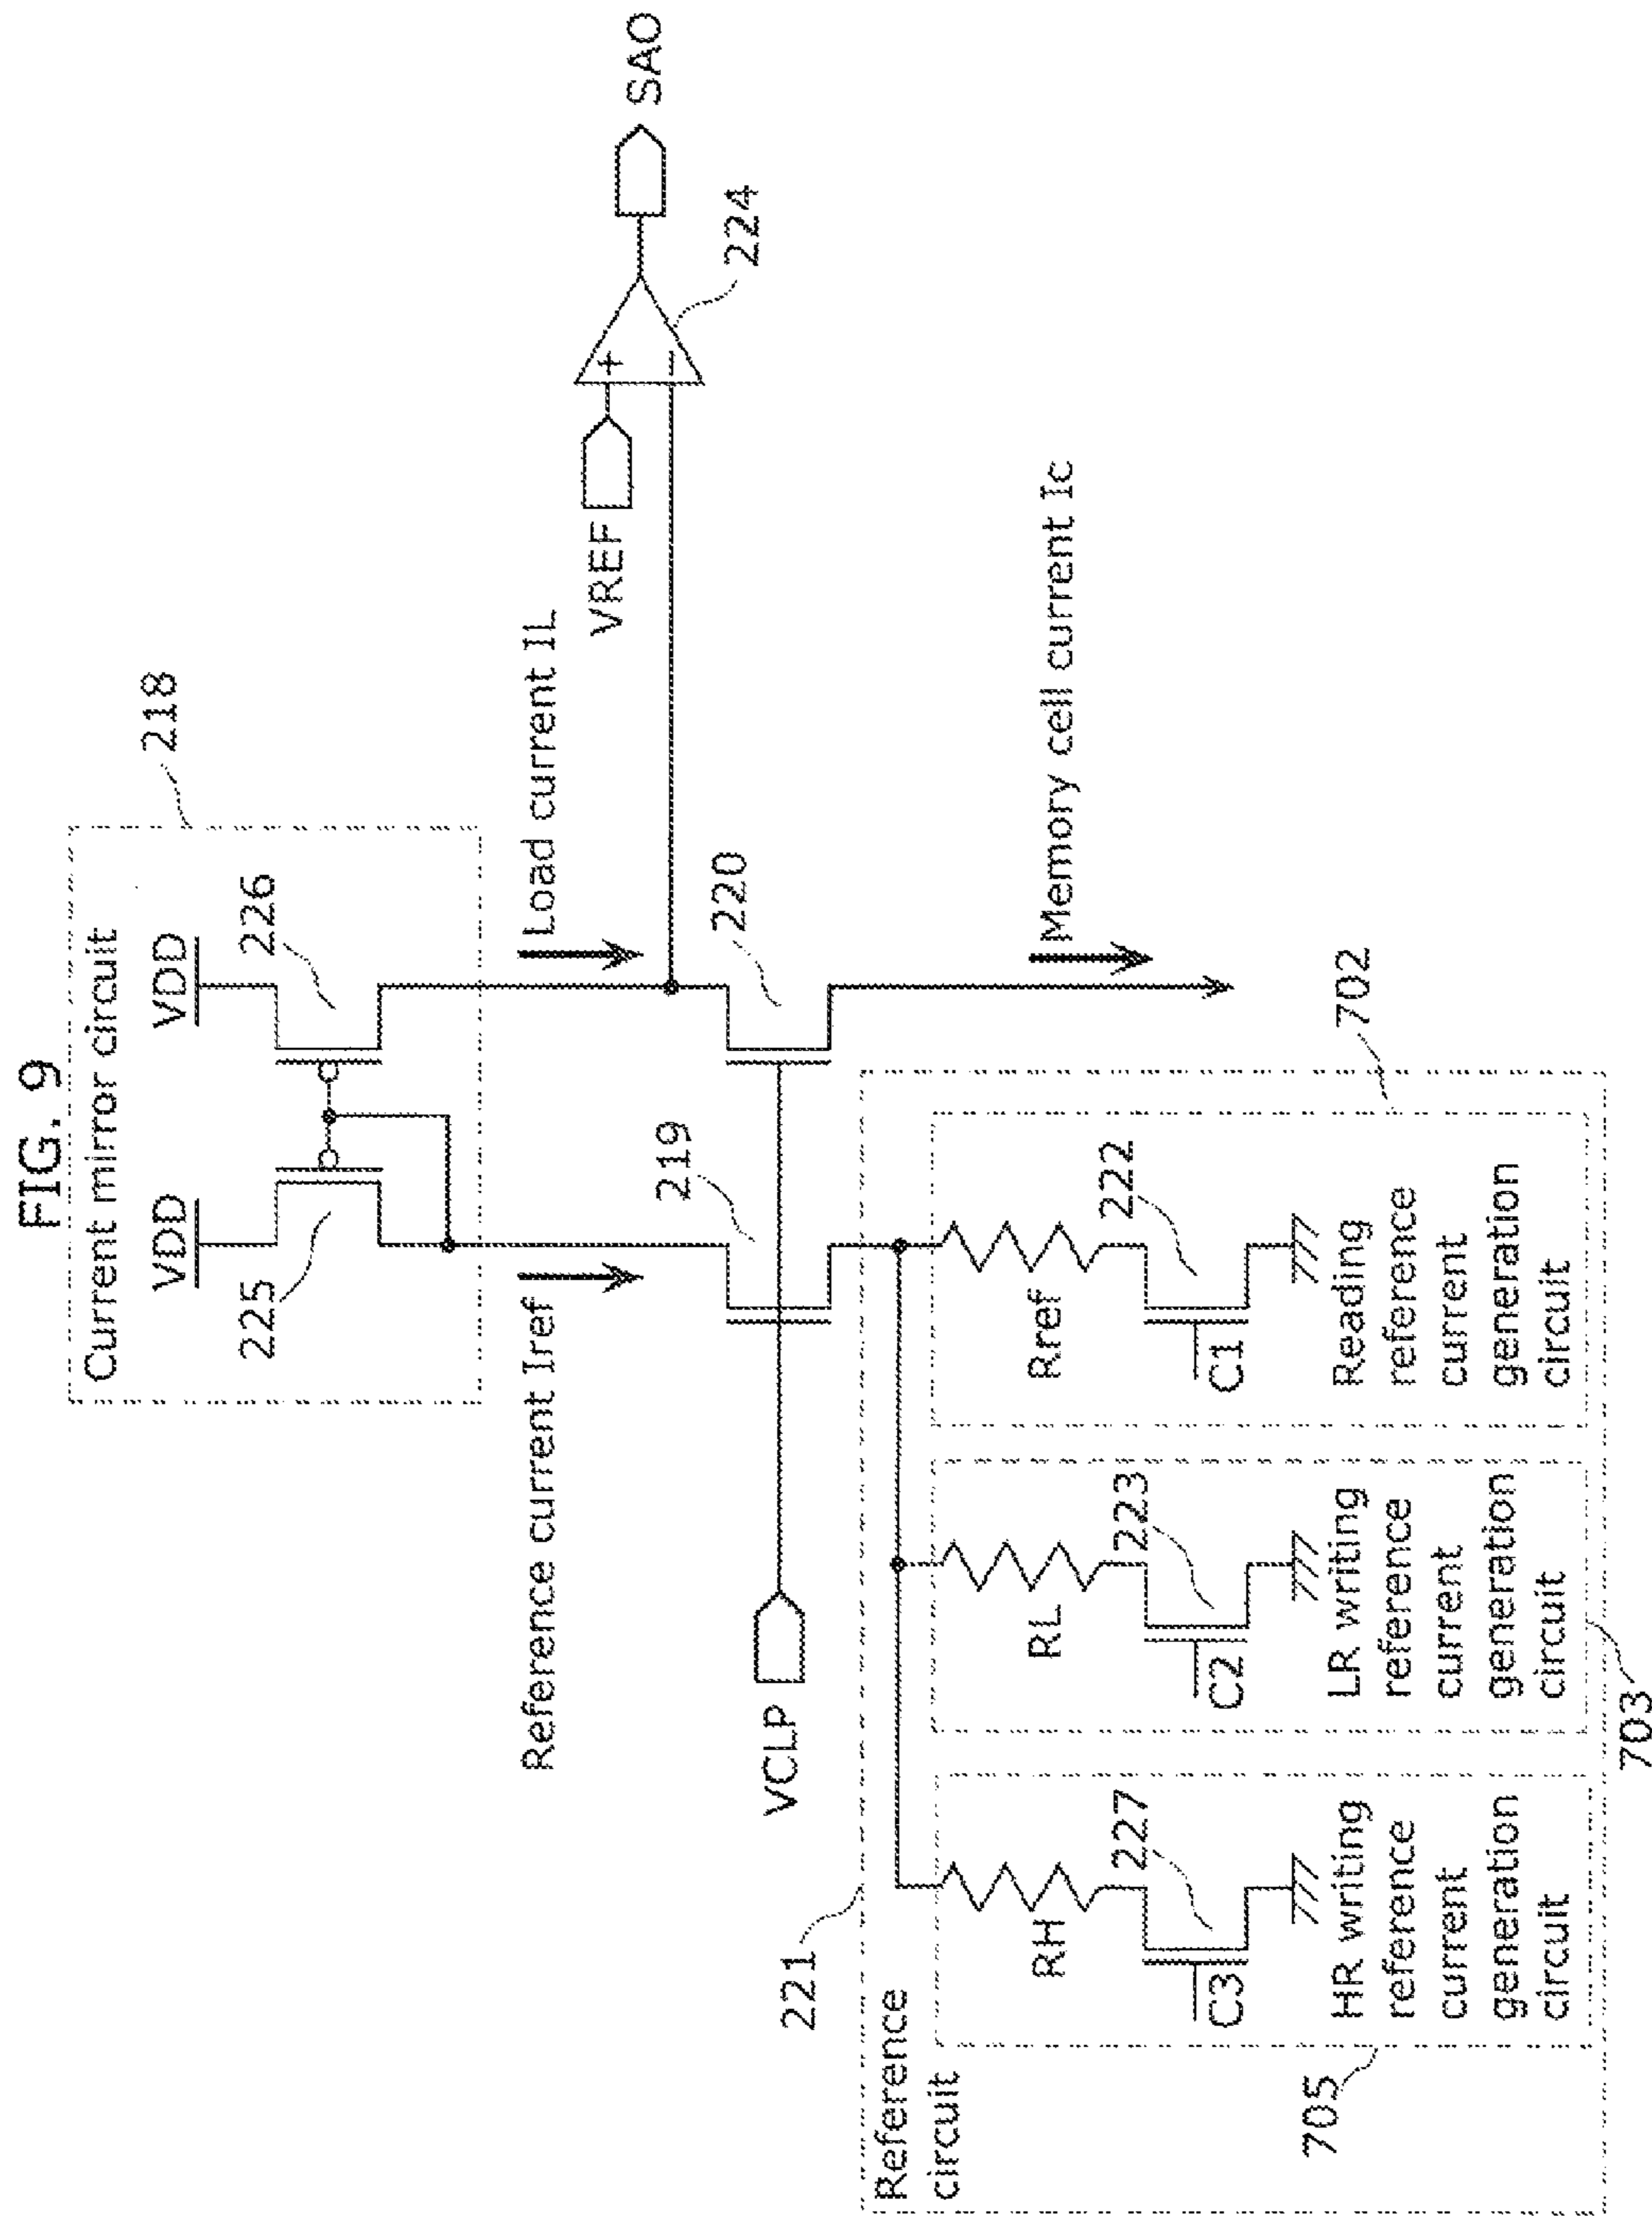 FIG. 9
Current mirror circuit
218
VDD
VDD
225
226
Reference current Iref
Load current IL
VREF
+
−
SAO
224
219
220
VCLP
Memory cell current Ic
221
Reference
circuit
RH
227
C3
HR writing
reference
current
generation
circuit
705
RL
223
C2
LR writing
reference
current
generation
circuit
703
Rref
222
C1
Reading
reference
current
generation
circuit
702